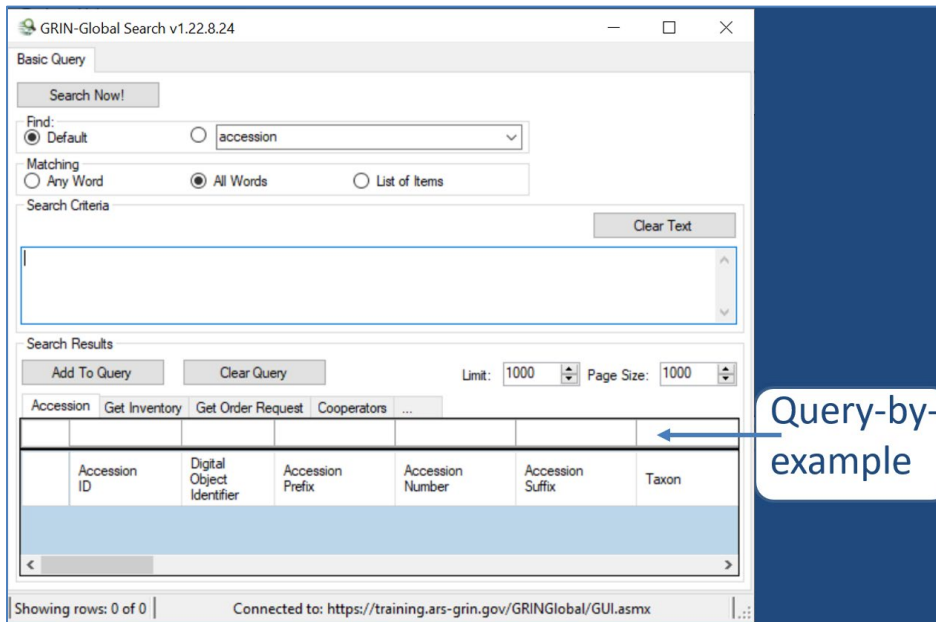 GRIN-Global Search v1.22.8.24
Basic Query
Search Now!
Find:
Default accession
Matching
Any Word All Words List of Items
Search Criteria
Clear Text
Search Results
Add To Query Clear Query Limit: 1000 Page Size: 1000
Accession Get Inventory Get Order Request Cooperators ...
Query-by-
example
Accession ID Digital Object Identifier Accession Prefix Accession Number Accession Suffix Taxon
Showing rows: 0 of 0 Connected to: https://training.ars-grin.gov/GRINGlobal/GUI.asmx